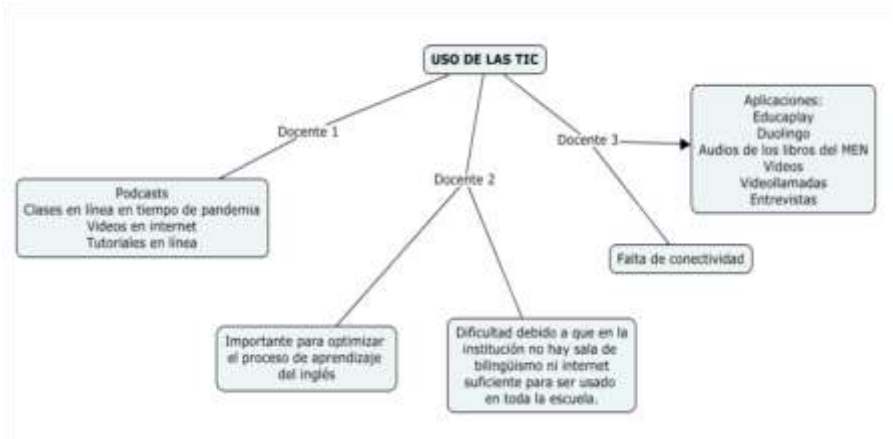 USO DE LAS TIC
Docente 1
Podcasts
Clases en línea en tiempo de pandemia
Videos en internet
Tutoriales en línea
Docente 2
Importante para optimizar
el proceso de aprendizaje
del inglés
Dificultad debido a que en la
institución no hay sala de
bilingüismo ni internet
suficiente para ser usado
en toda la escuela.
Docente 3
Aplicaciones:
Educaplay
Duolingo
Audios de los libros del MEN
Videos
Videollamadas
Entrevistas
Falta de conectividad